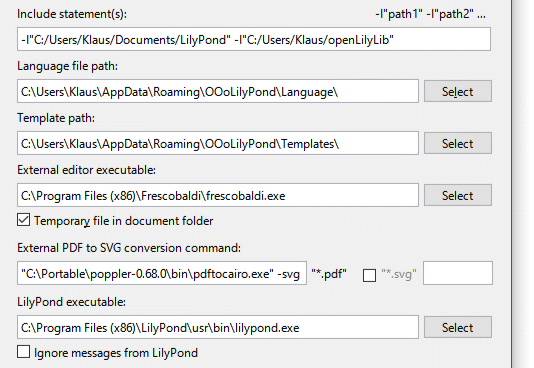 Include statement(s): -I"path1" -I"path2" ...
-I"C:/Users/Klaus/Documents/LilyPond" -I"C:/Users/Klaus/openLilyLib"
Language file path:
C:\Users\Klaus\AppData\Roaming\OOoLilyPond\Language\ Select
Template path:
C:\Users\Klaus\AppData\Roaming\OOoLilyPond\Templates\ Select
External editor executable:
C:\Program Files (x86)\Frescobaldi\frescobaldi.exe Select
Temporary file in document folder
External PDF to SVG conversion command:
"C:\Portable\poppler-0.68.0\bin\pdftocairo.exe" -svg "*.pdf" "*.svg"
LilyPond executable:
C:\Program Files (x86)\LilyPond\usr\bin\lilypond.exe Select
Ignore messages from LilyPond